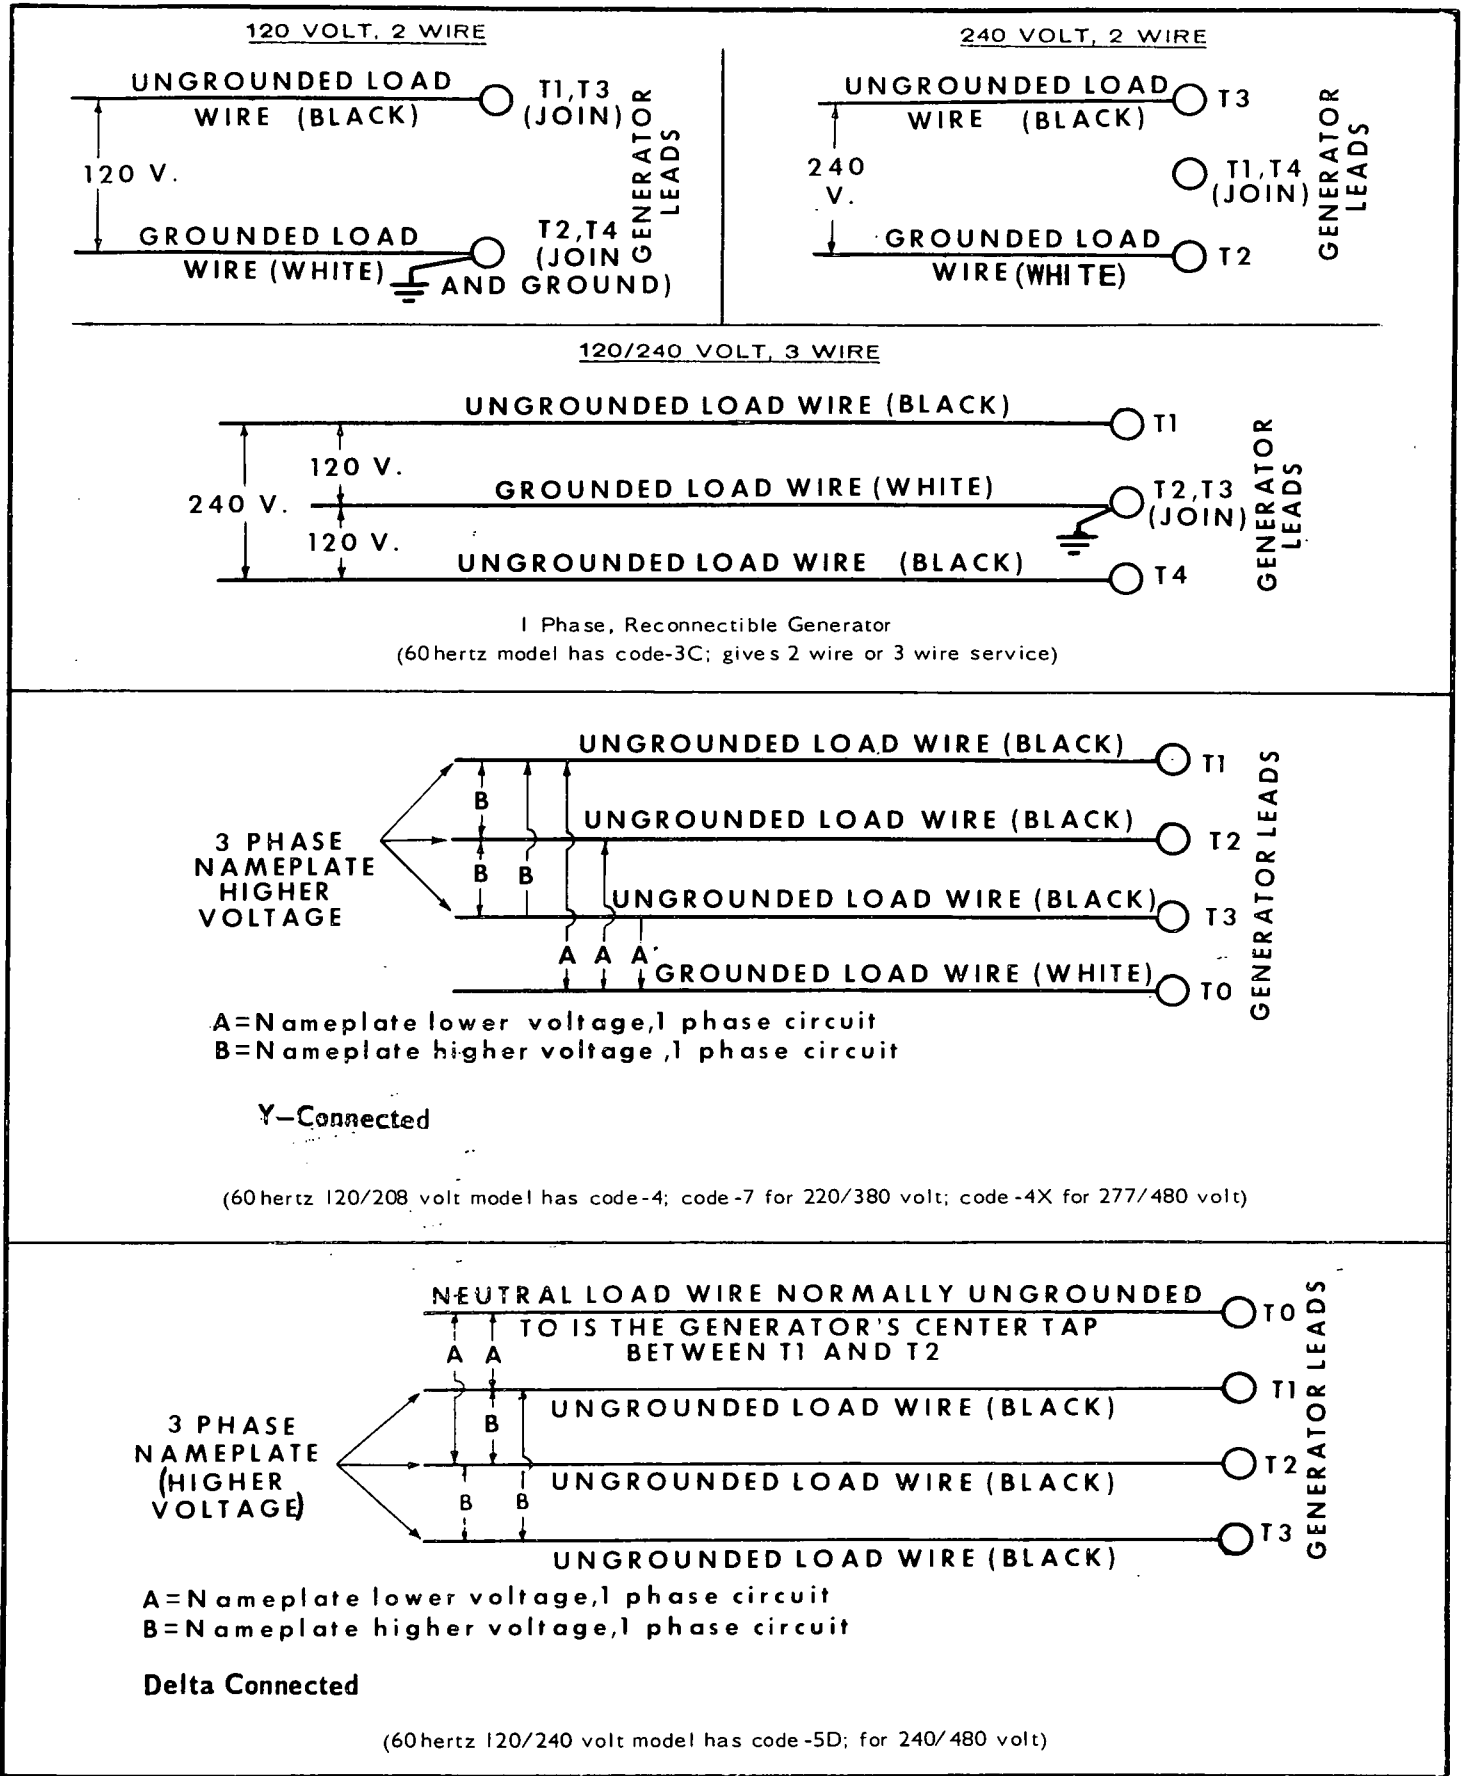 120 VOLT, 2 WIRE
UNGROUNDED LOAD
WIRE (BLACK)
T1,T3
(JOIN)
120 V.
GROUNDED LOAD
WIRE (WHITE)
T2,T4
(JOIN
AND GROUND)
GENERATOR
LEADS
240 VOLT, 2 WIRE
UNGROUNDED LOAD
WIRE (BLACK)
T3
240
V.
T1,T4
(JOIN)
GROUNDED LOAD
WIRE (WHITE)
T2
GENERATOR
LEADS
120/240 VOLT, 3 WIRE
UNGROUNDED LOAD WIRE (BLACK)
T1
120 V.
240 V.
GROUNDED LOAD WIRE (WHITE)
T2,T3
(JOIN)
120 V.
UNGROUNDED LOAD WIRE (BLACK)
T4
GENERATOR
LEADS
1 Phase, Reconnectible Generator
(60 hertz model has code-3C; gives 2 wire or 3 wire service)
UNGROUNDED LOAD WIRE (BLACK)
T1
B
UNGROUNDED LOAD WIRE (BLACK)
T2
3 PHASE
NAMEPLATE
HIGHER
VOLTAGE
B B
UNGROUNDED LOAD WIRE (BLACK)
T3
A A A
GROUNDED LOAD WIRE (WHITE)
TO
GENERATOR LEADS
A=Nameplate lower voltage,1 phase circuit
B=Nameplate higher voltage ,1 phase circuit
Y-Connected
(60 hertz 120/208 volt model has code-4; code-7 for 220/380 volt; code-4X for 277/480 volt)
NEUTRAL LOAD WIRE NORMALLY UNGROUNDED
TO
TO IS THE GENERATOR'S CENTER TAP
BETWEEN T1 AND T2
A A
T1
UNGROUNDED LOAD WIRE (BLACK)
B
3 PHASE
NAMEPLATE
(HIGHER
VOLTAGE)
T2
UNGROUNDED LOAD WIRE (BLACK)
B B
T3
UNGROUNDED LOAD WIRE (BLACK)
GENERATOR LEADS
A=Nameplate lower voltage,1 phase circuit
B=Nameplate higher voltage,1 phase circuit
Delta Connected
(60 hertz 120/240 volt model has code-5D; for 240/480 volt)